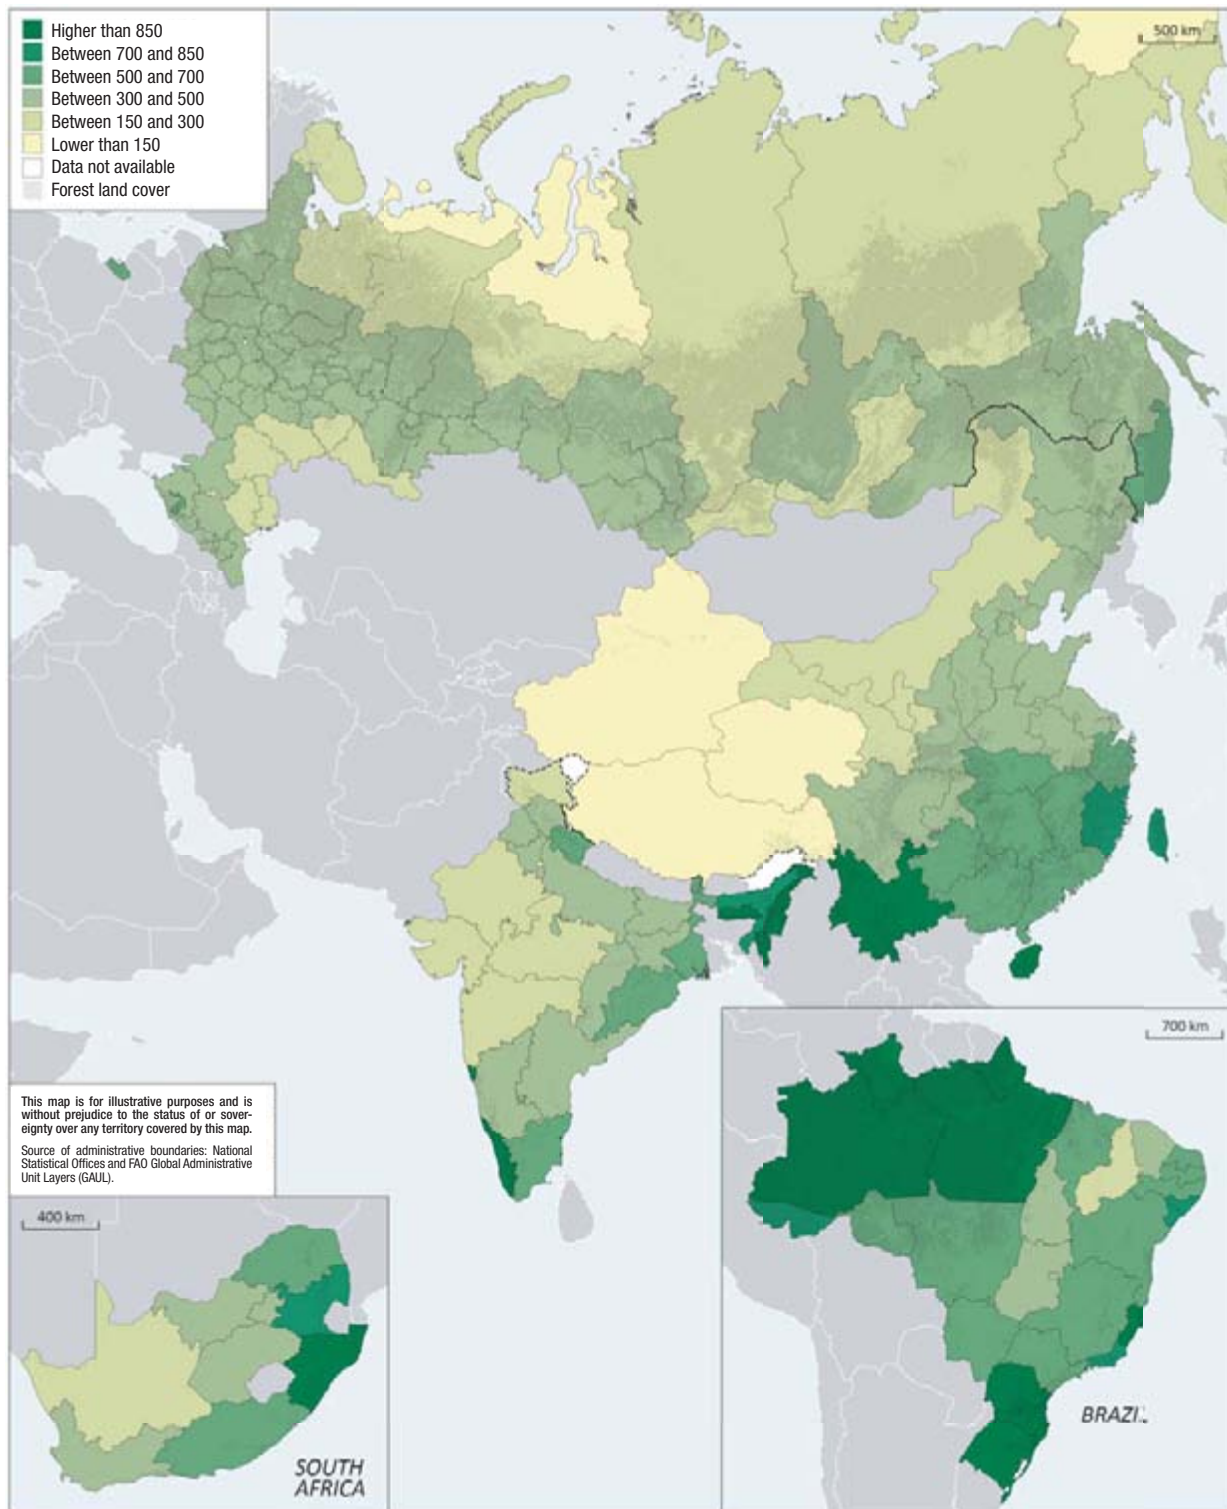 Higher than 850
Between 700 and 850
Between 500 and 700
Between 300 and 500
Between 150 and 300
Lower than 150
Data not available
Forest land cover
500 km
This map is for illustrative purposes and is
without prejudice to the status of or sover-
eignty over any territory covered by this map.
Source of administrative boundaries: National
Statistical Offices and FAO Global Administrative
Unit Layers (GAUL).
400 km
SOUTH
AFRICA
700 km
BRAZIL